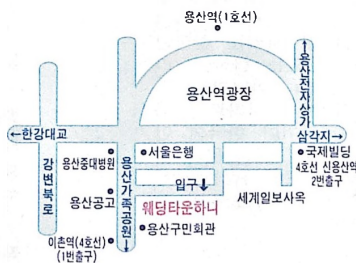 용산역(1호선)
용산역광장
↑용산전자상가
←한강대교
삼각지→
강변북로
용산중대병원
서울은행
국제빌딩
4호선 신용산역
2번출구
용산가족공원↓
용산공고
입구↓
세계일보사옥
웨딩타운하니
용산구민회관
이촌역(4호선)
(1번출구)